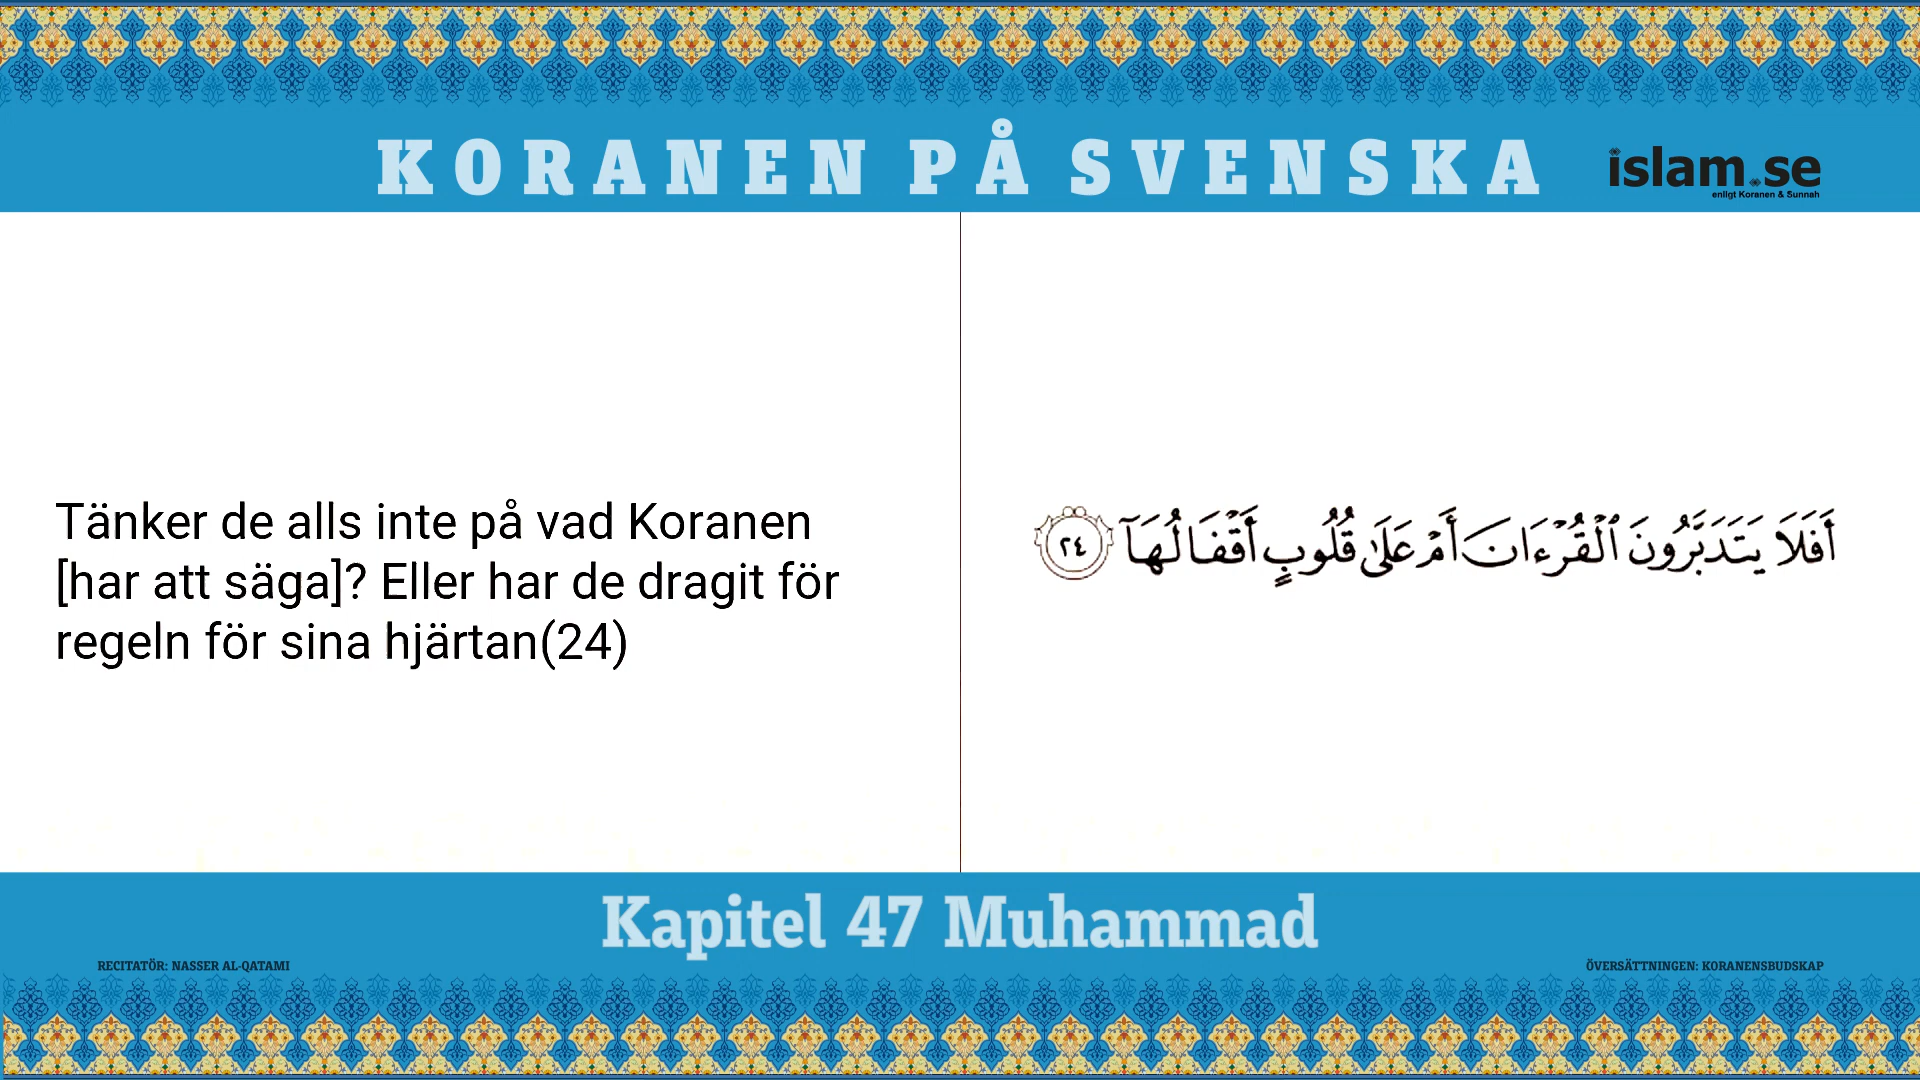 KORANEN PÅ SVENSKA
islam.se
enligt Koranen & Sunnah
Tänker de alls inte på vad Koranen
[har att säga]? Eller har de dragit för
regeln för sina hjärtan(24)
أَفَلَا يَتَدَبَّرُونَ ٱلْقُرْءَانَ أَمْ عَلَىٰ قُلُوبٍ أَقْفَالُهَآ ٢٤
Kapitel 47 Muhammad
RECITATÖR: NASSER AL-QATAMI
ÖVERSÄTTNINGEN: KORANENSBUDSKAP